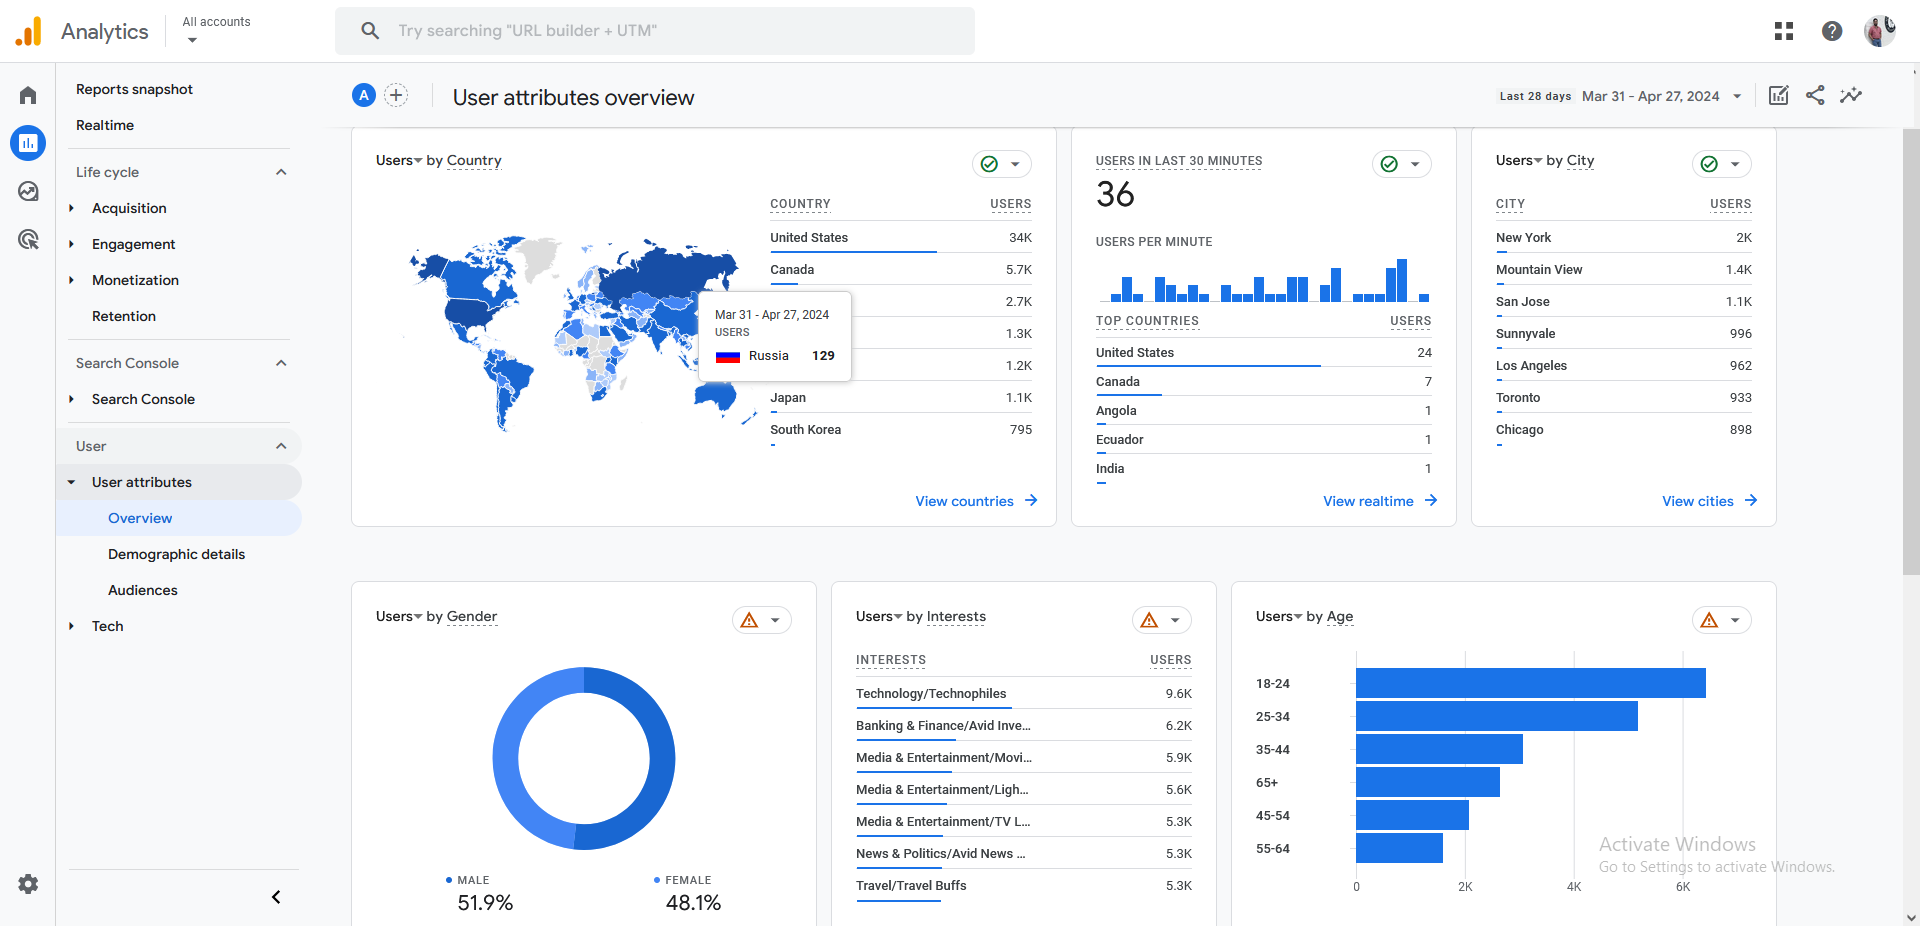 Analytics
All accounts
Try searching "URL builder + UTM"
Reports snapshot
Realtime
Life cycle
Acquisition
Engagement
Monetization
Retention
Search Console
Search Console
User
User attributes
Overview
Demographic details
Audiences
Tech
A
User attributes overview
Last 28 days Mar 31 - Apr 27, 2024
Users by Country
COUNTRY USERS
United States 34K
Canada 5.7K
2.7K
1.3K
1.2K
Japan 1.1K
South Korea 795
Mar 31 - Apr 27, 2024
USERS
Russia 129
View countries
USERS IN LAST 30 MINUTES
36
USERS PER MINUTE
TOP COUNTRIES USERS
United States 24
Canada 7
Angola 1
Ecuador 1
India 1
View realtime
Users by City
CITY USERS
New York 2K
Mountain View 1.4K
San Jose 1.1K
Sunnyvale 996
Los Angeles 962
Toronto 933
Chicago 898
View cities
Users by Gender
MALE
51.9%
FEMALE
48.1%
Users by Interests
INTERESTS USERS
Technology/Technophiles 9.6K
Banking & Finance/Avid Inve... 6.2K
Media & Entertainment/Movi... 5.9K
Media & Entertainment/Ligh... 5.6K
Media & Entertainment/TV L... 5.3K
News & Politics/Avid News ... 5.3K
Travel/Travel Buffs 5.3K
Users by Age
18-24
25-34
35-44
65+
45-54
55-64
0 2K 4K 6K
Activate Windows
Go to Settings to activate Windows.